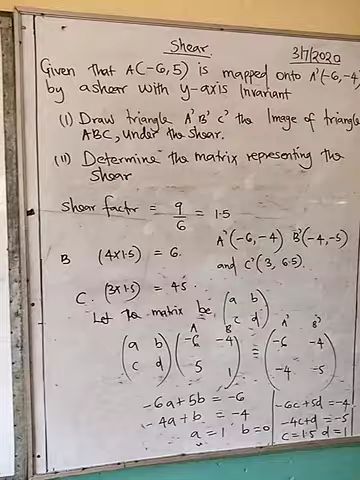 Shear.
3/7/2020
Given that A(-6,5) is mapped onto A'(-6,-4)
by a shear with y-axis Invariant
(i) Draw triangle A'B'C' the Image of triangle
ABC, under the shear.
(ii) Determine the matrix representing the
shear
Shear factor = 9/6 = 1.5
A'(-6,-4) B'(-4,-5)
B (4x1.5) = 6.
and C'(3, 6.5).
C. (3x1.5) = 4.5
Let the matrix be (a b
c d)
A B A' B'
(a b (-6 -4 = (-6 -4
c d) 5 1) -4 -5)
-6a+5b = -6
-4a+b = -4
a = 1 b = 0
-6c+5d = -4
-4c+d = -5
c = 1.5 d = 1